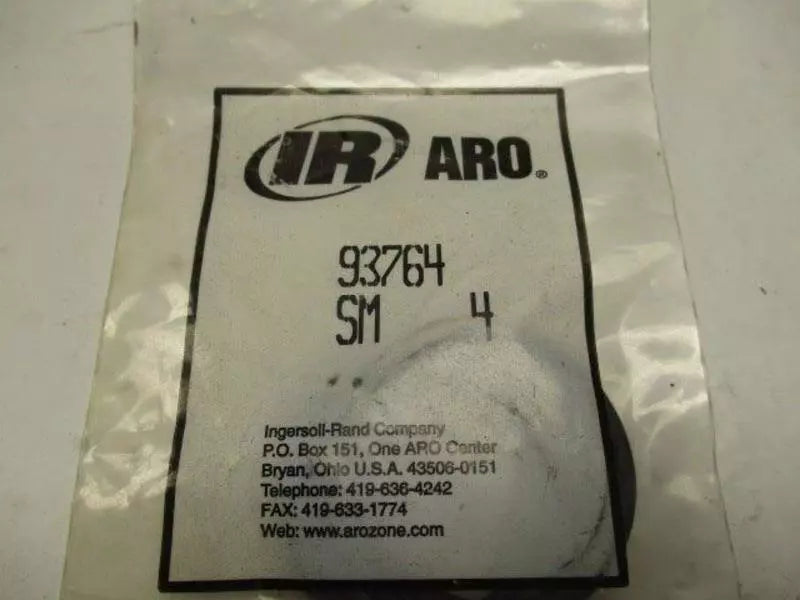 IR ARO®
93764
SM 4
Ingersoll-Rand Company
P.O. Box 151, One ARO Center
Bryan, Ohio U.S.A. 43506-0151
Telephone: 419-636-4242
FAX: 419-633-1774
Web: www.arozone.com